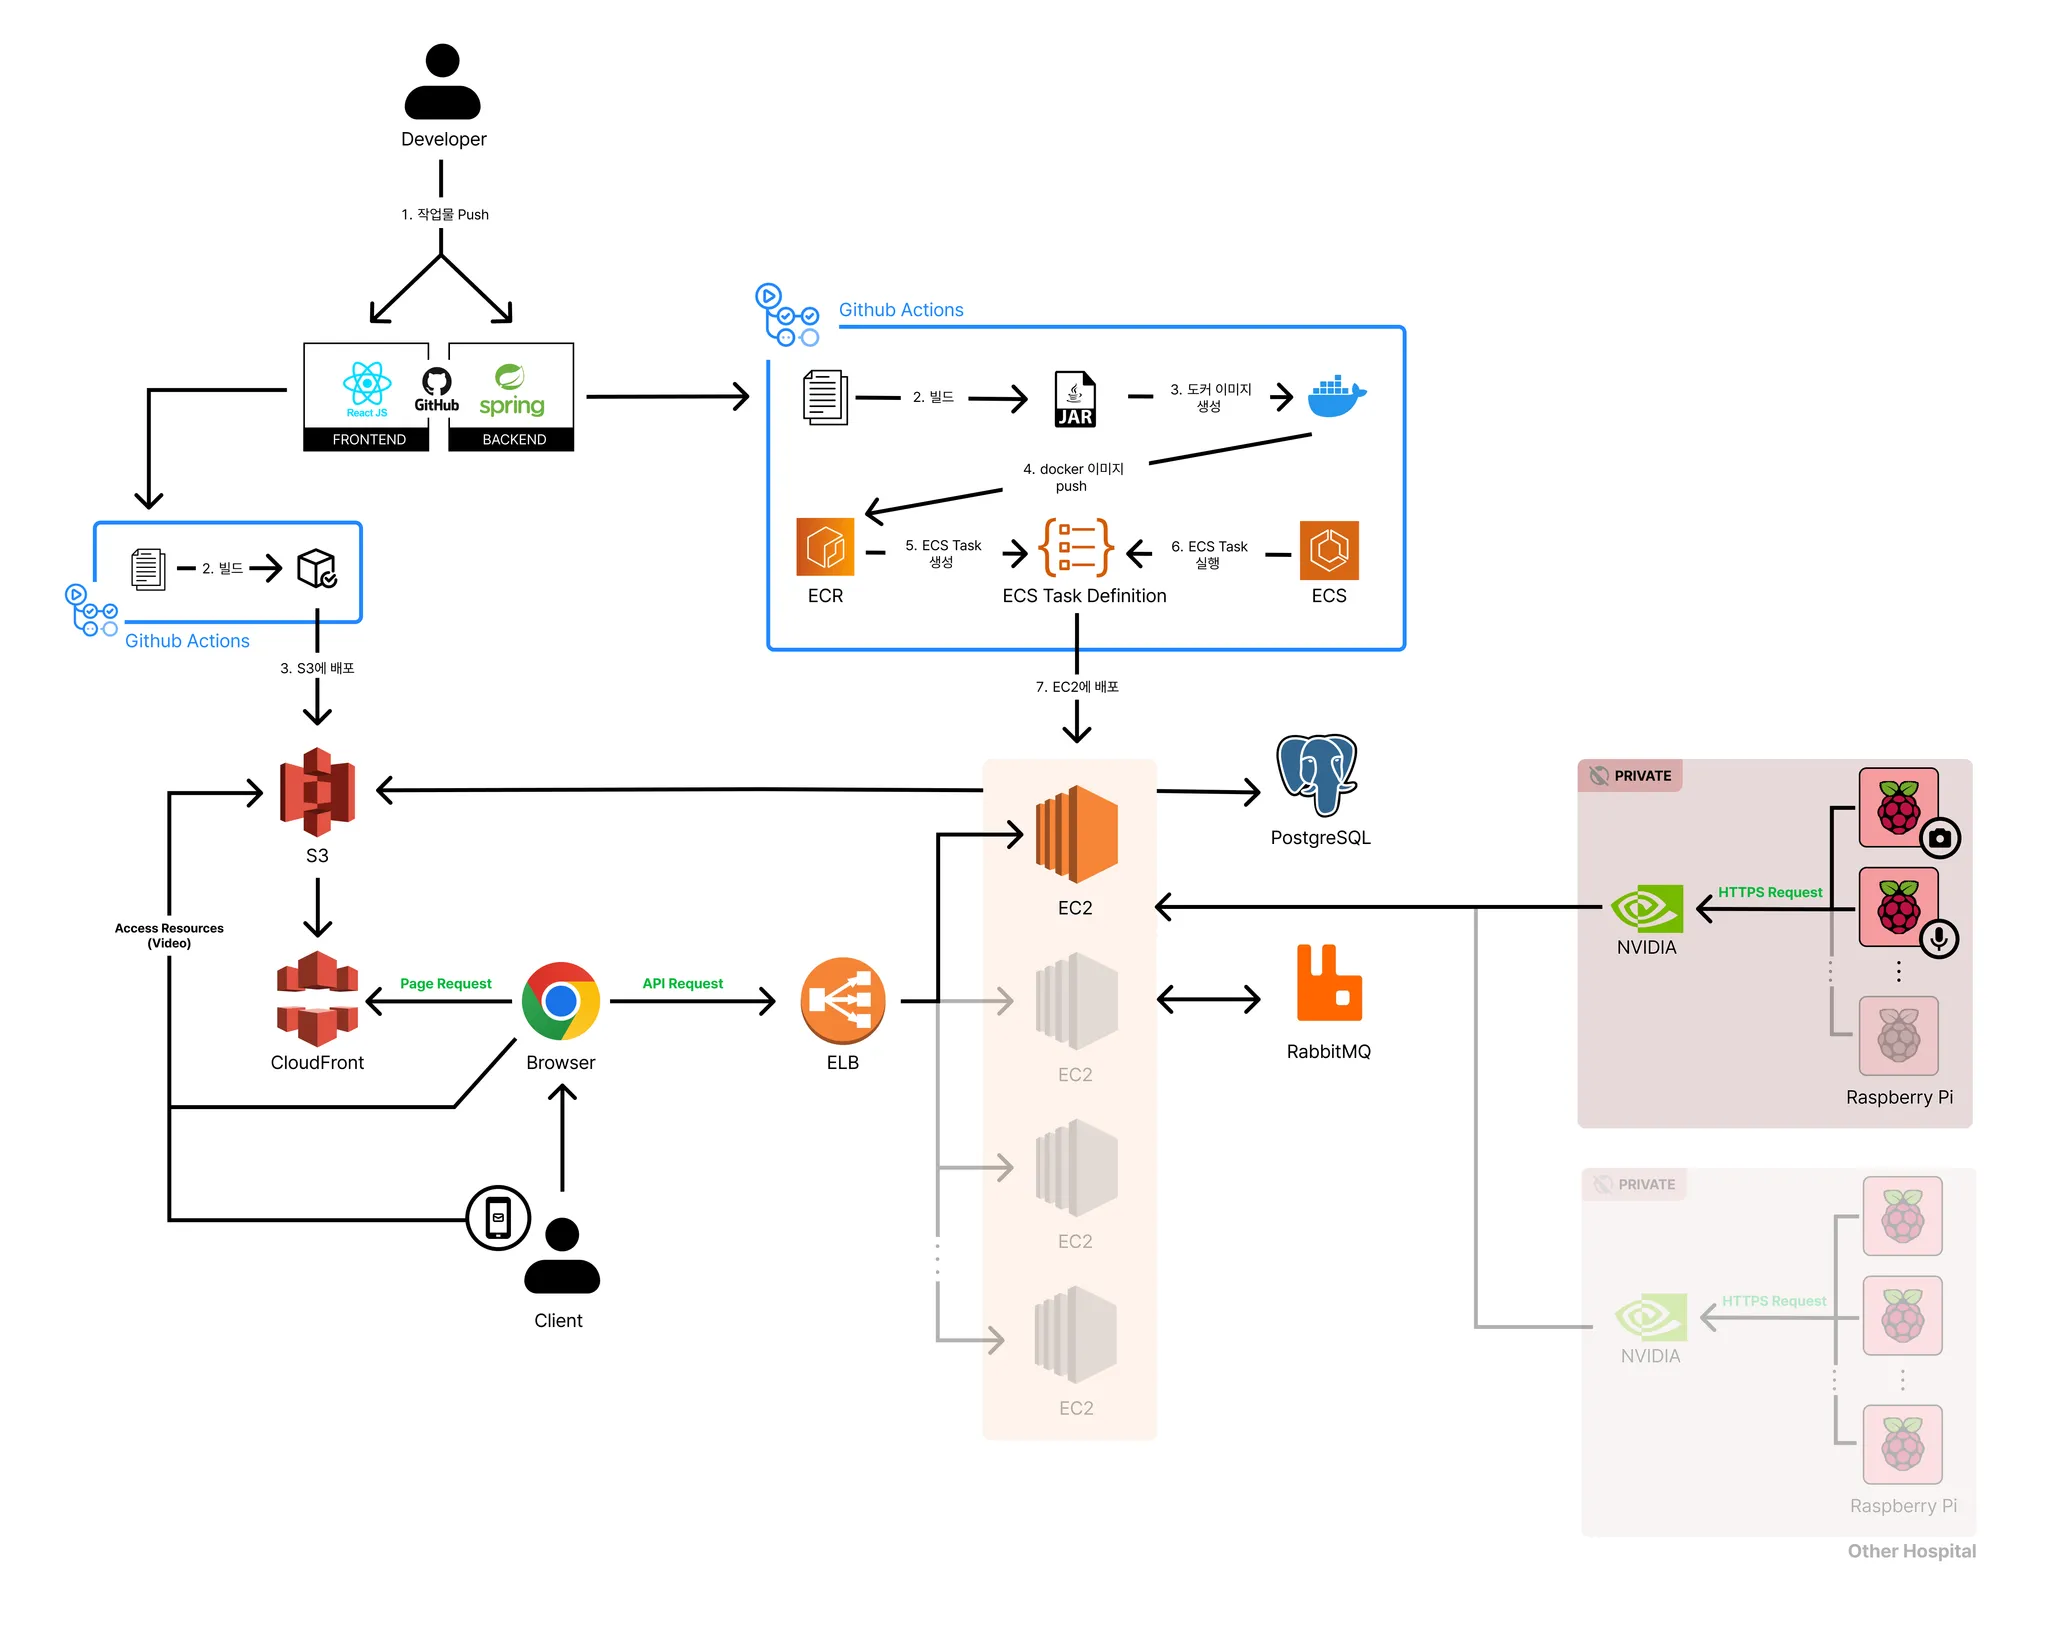 Developer
1. 작업물 Push
React JS
GitHub
spring
FRONTEND
BACKEND
Github Actions
2. 빌드
JAR
3. 도커 이미지
생성
4. docker 이미지
push
ECR
5. ECS Task
생성
ECS Task Definition
6. ECS Task
실행
ECS
7. EC2에 배포
2. 빌드
Github Actions
3. S3에 배포
S3
Access Resources
(Video)
CloudFront
Page Request
Browser
API Request
ELB
Client
EC2
EC2
EC2
EC2
PostgreSQL
RabbitMQ
PRIVATE
HTTPS Request
NVIDIA
Raspberry Pi
PRIVATE
HTTPS Request
NVIDIA
Raspberry Pi
Other Hospital